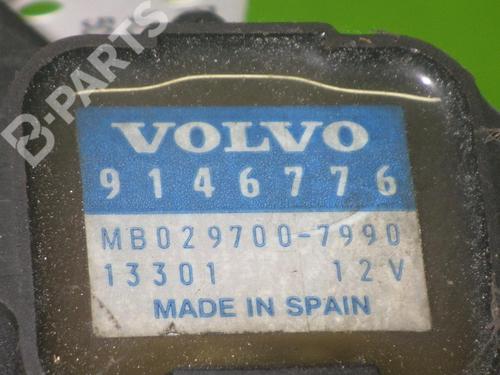 B-PARTS
VOLVO
9146776
MB029700-7990
13301 12V
MADE IN SPAIN